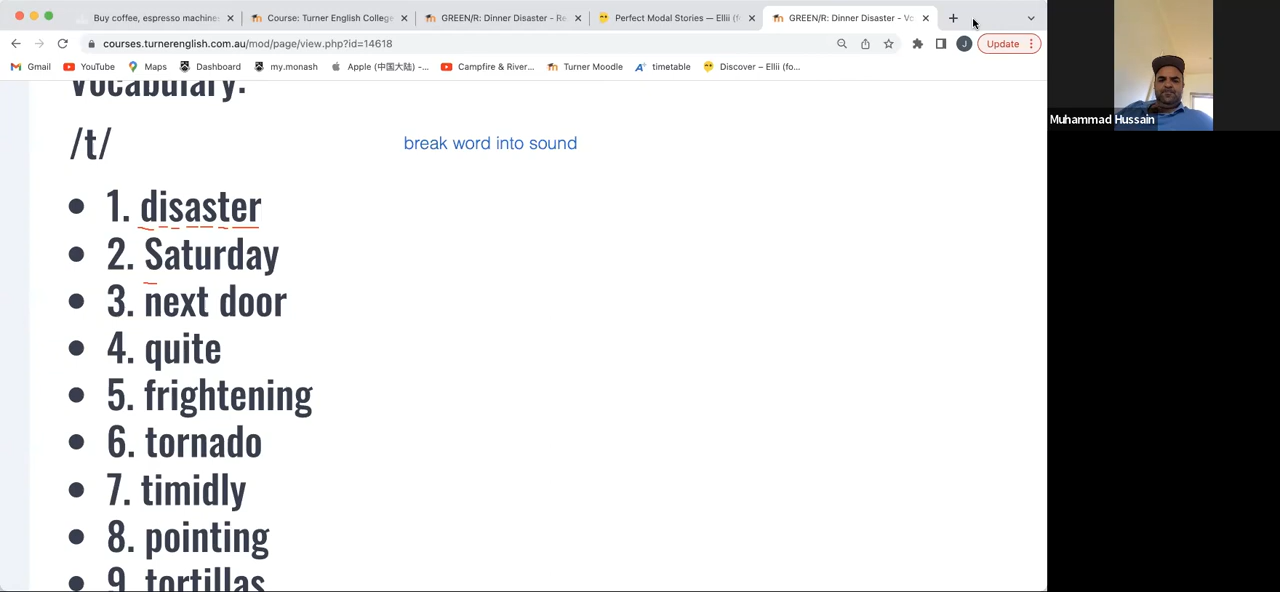 Buy coffee, espresso machine
Course: Turner English College
GREEN/R: Dinner Disaster - Re
Perfect Modal Stories — Ellii (f
GREEN/R: Dinner Disaster - Vo
courses.turnerenglish.com.au/mod/page/view.php?id=14618
J
Update
Gmail
YouTube
Maps
Dashboard
my.monash
Apple (中国大陆) -...
Campfire & River...
Turner Moodle
timetable
Discover – Ellii (fo...
Muhammad Hussain
Vocabulary:
/t/
break word into sound
1. disaster
2. Saturday
3. next door
4. quite
5. frightening
6. tornado
7. timidly
8. pointing
9. tortillas